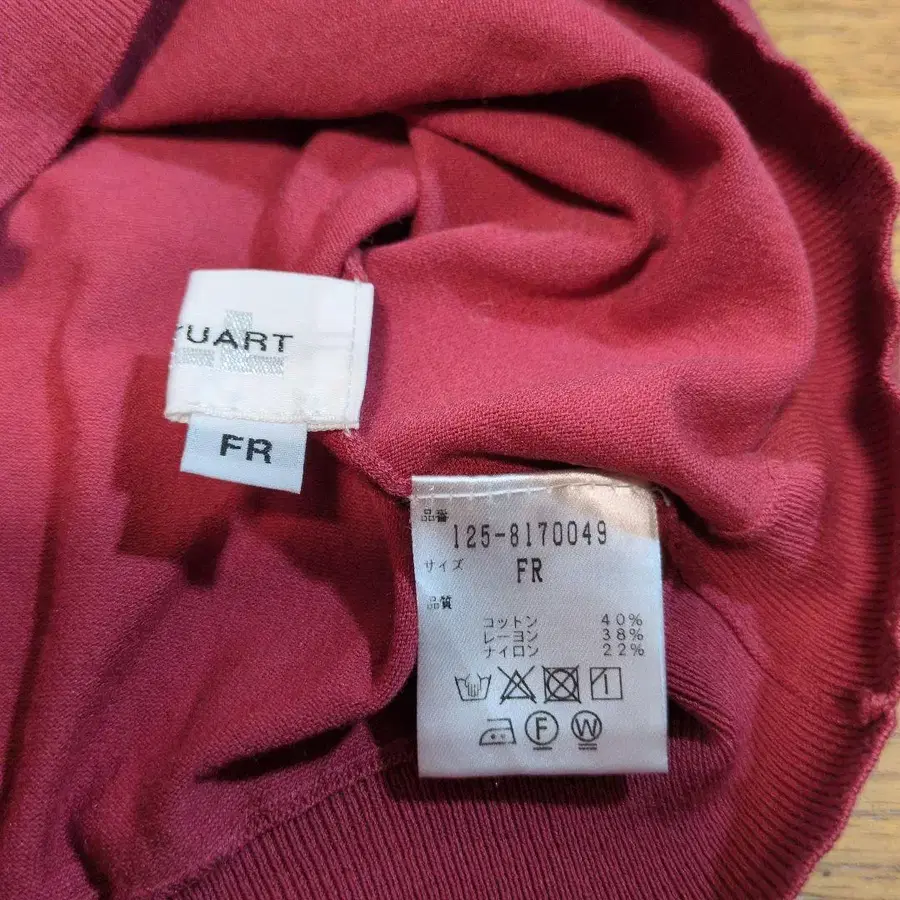 TUART
FR
品番
125-8170049
サイズ
FR
品質
コットン 40%
レーヨン 38%
ナイロン 22%
F W